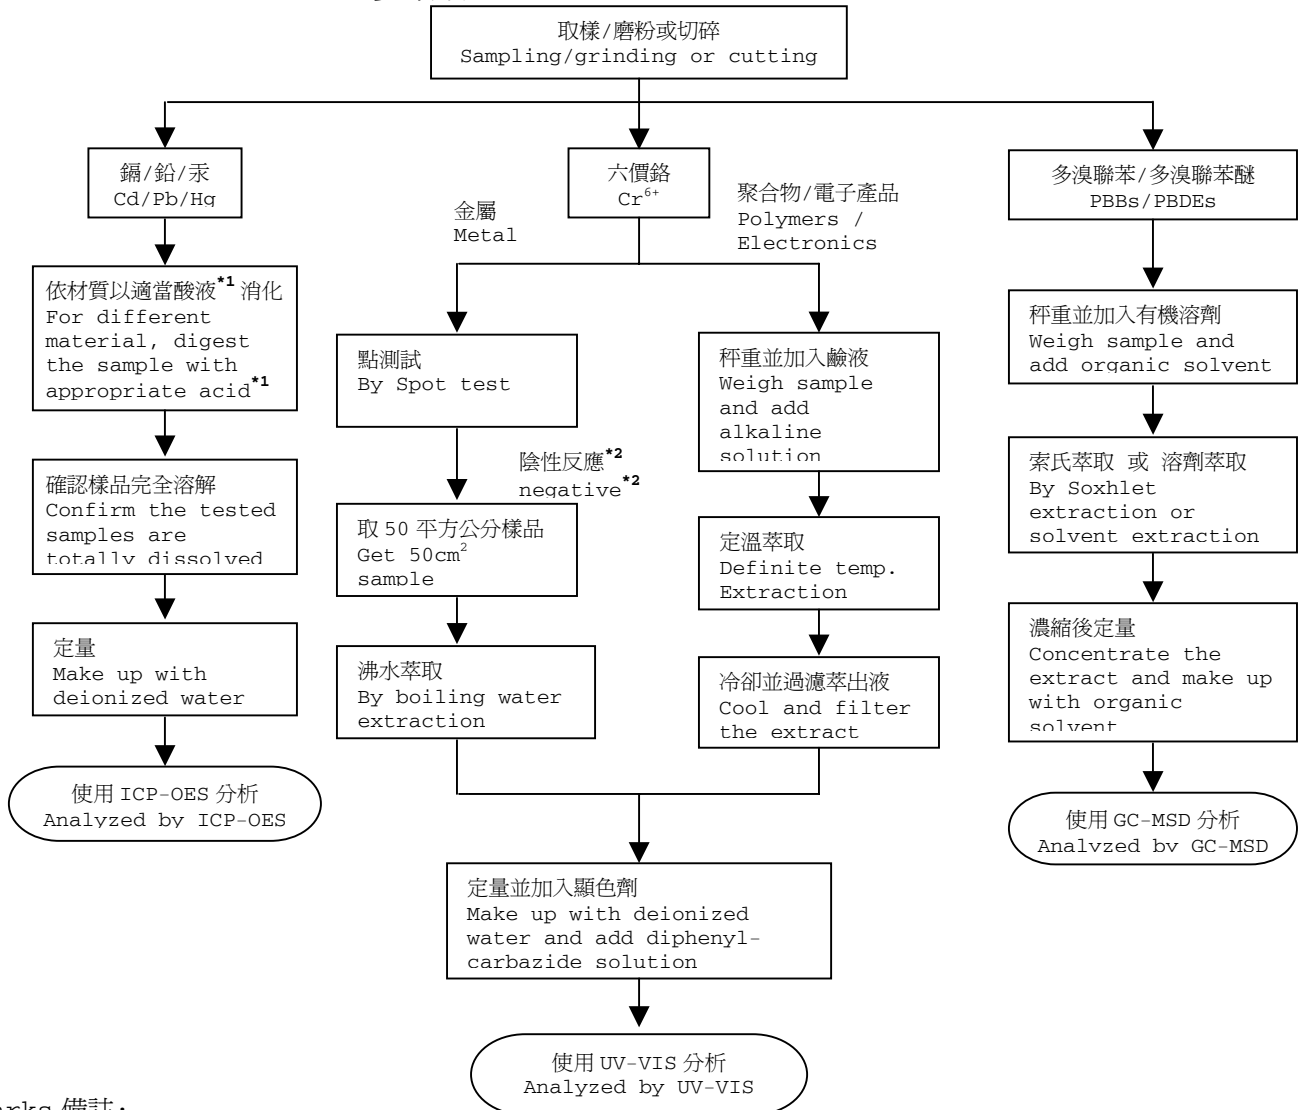 取樣/磨粉或切碎
Sampling/grinding or cutting
鎘/鉛/汞
Cd/Pb/Hg
依材質以適當酸液*1 消化
For different
material, digest
the sample with
appropriate acid*1
確認樣品完全溶解
Confirm the tested
samples are
totally dissolved
定量
Make up with
deionized water
使用 ICP-OES 分析
Analyzed by ICP-OES
六價鉻
Cr6+
金屬
Metal
點測試
By Spot test
陰性反應*2
negative*2
取 50 平方公分樣品
Get 50cm2
sample
沸水萃取
By boiling water
extraction
聚合物/電子產品
Polymers /
Electronics
秤重並加入鹼液
Weigh sample
and add
alkaline
solution
定溫萃取
Definite temp.
Extraction
冷卻並過濾萃出液
Cool and filter
the extract
定量並加入顯色劑
Make up with deionized
water and add diphenyl-
carbazide solution
使用 UV-VIS 分析
Analyzed by UV-VIS
多溴聯苯/多溴聯苯醚
PBBs/PBDEs
秤重並加入有機溶劑
Weigh sample and
add organic solvent
索氏萃取 或 溶劑萃取
By Soxhlet
extraction or
solvent extraction
濃縮後定量
Concentrate the
extract and make up
with organic
solvent
使用 GC-MSD 分析
Analyzed by GC-MSD
備註: